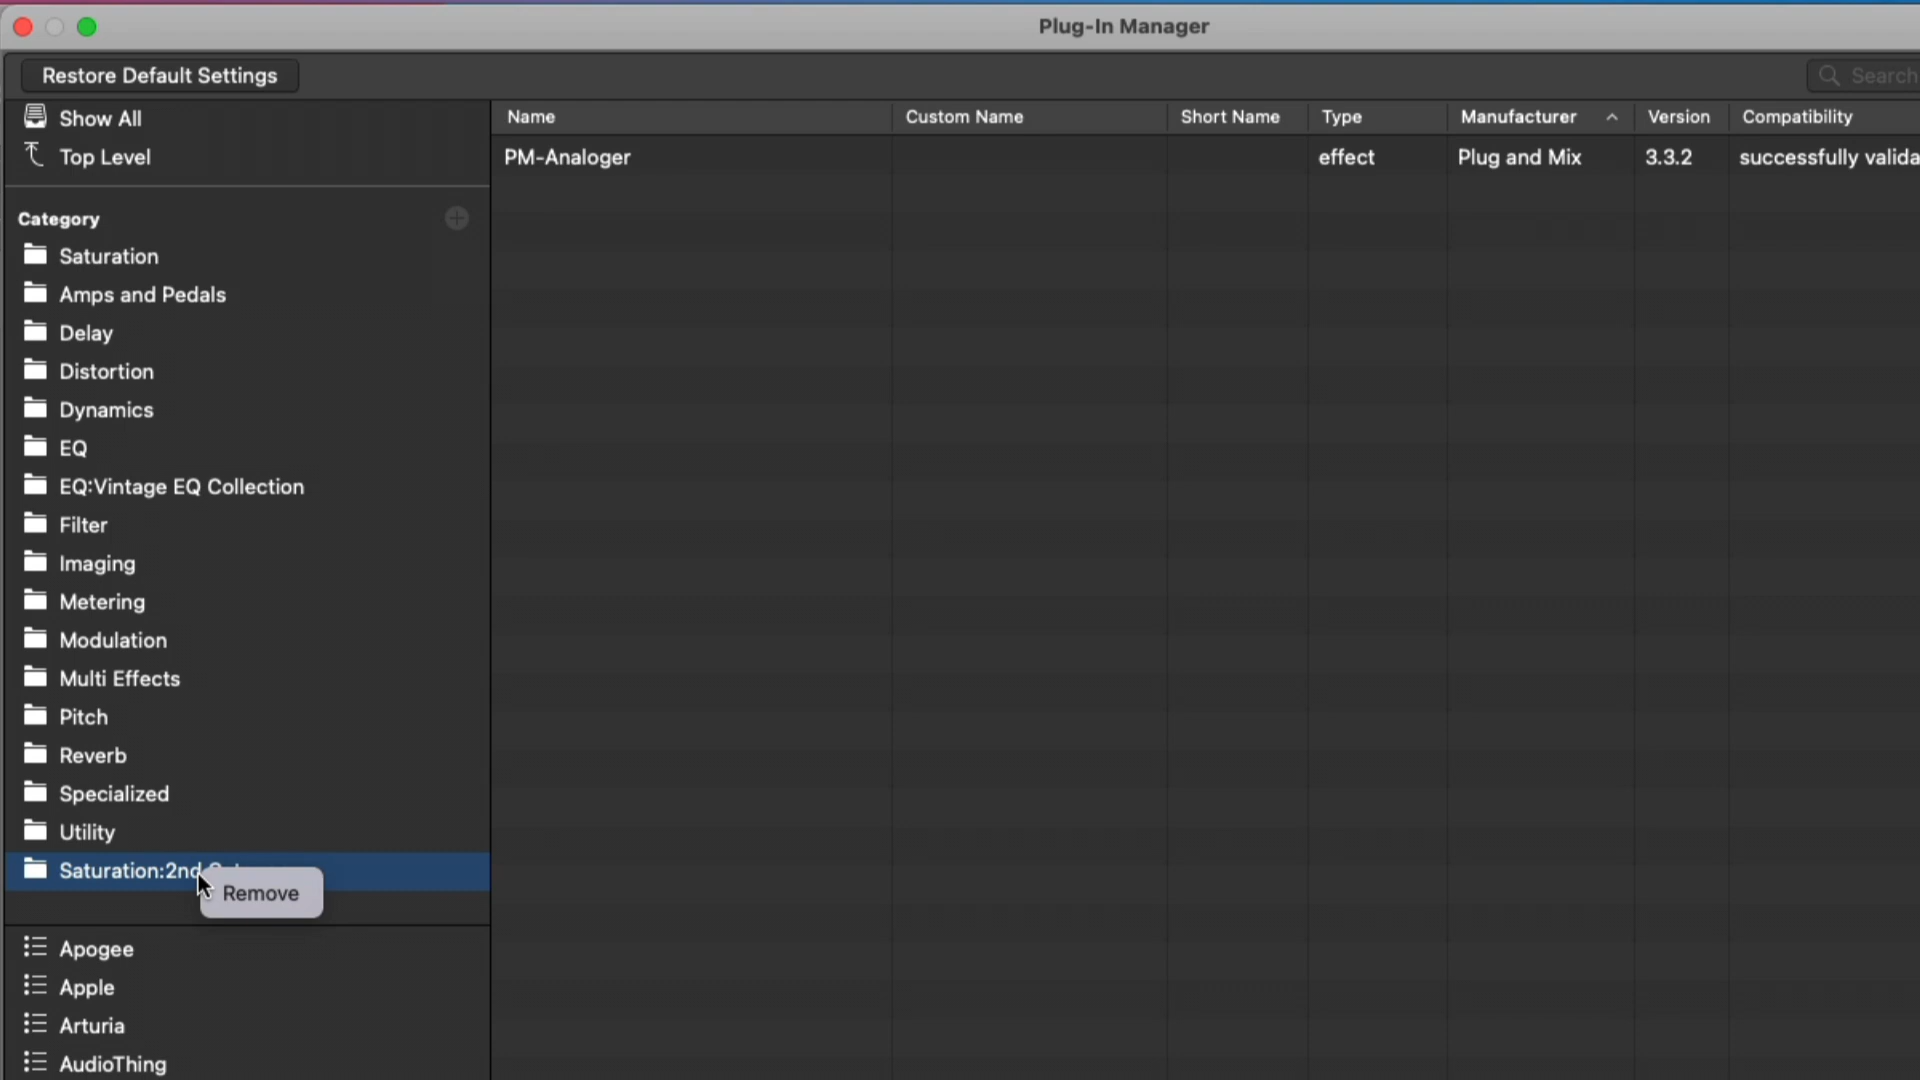 Plug-In Manager
Restore Default Settings
Search
Show All
Top Level
Name Custom Name Short Name Type Manufacturer Version Compatibility
PM-Analoger effect Plug and Mix 3.3.2 successfully valida
Category
Saturation
Amps and Pedals
Delay
Distortion
Dynamics
EQ
EQ:Vintage EQ Collection
Filter
Imaging
Metering
Modulation
Multi Effects
Pitch
Reverb
Specialized
Utility
Saturation:2nd
Remove
Apogee
Apple
Arturia
AudioThing